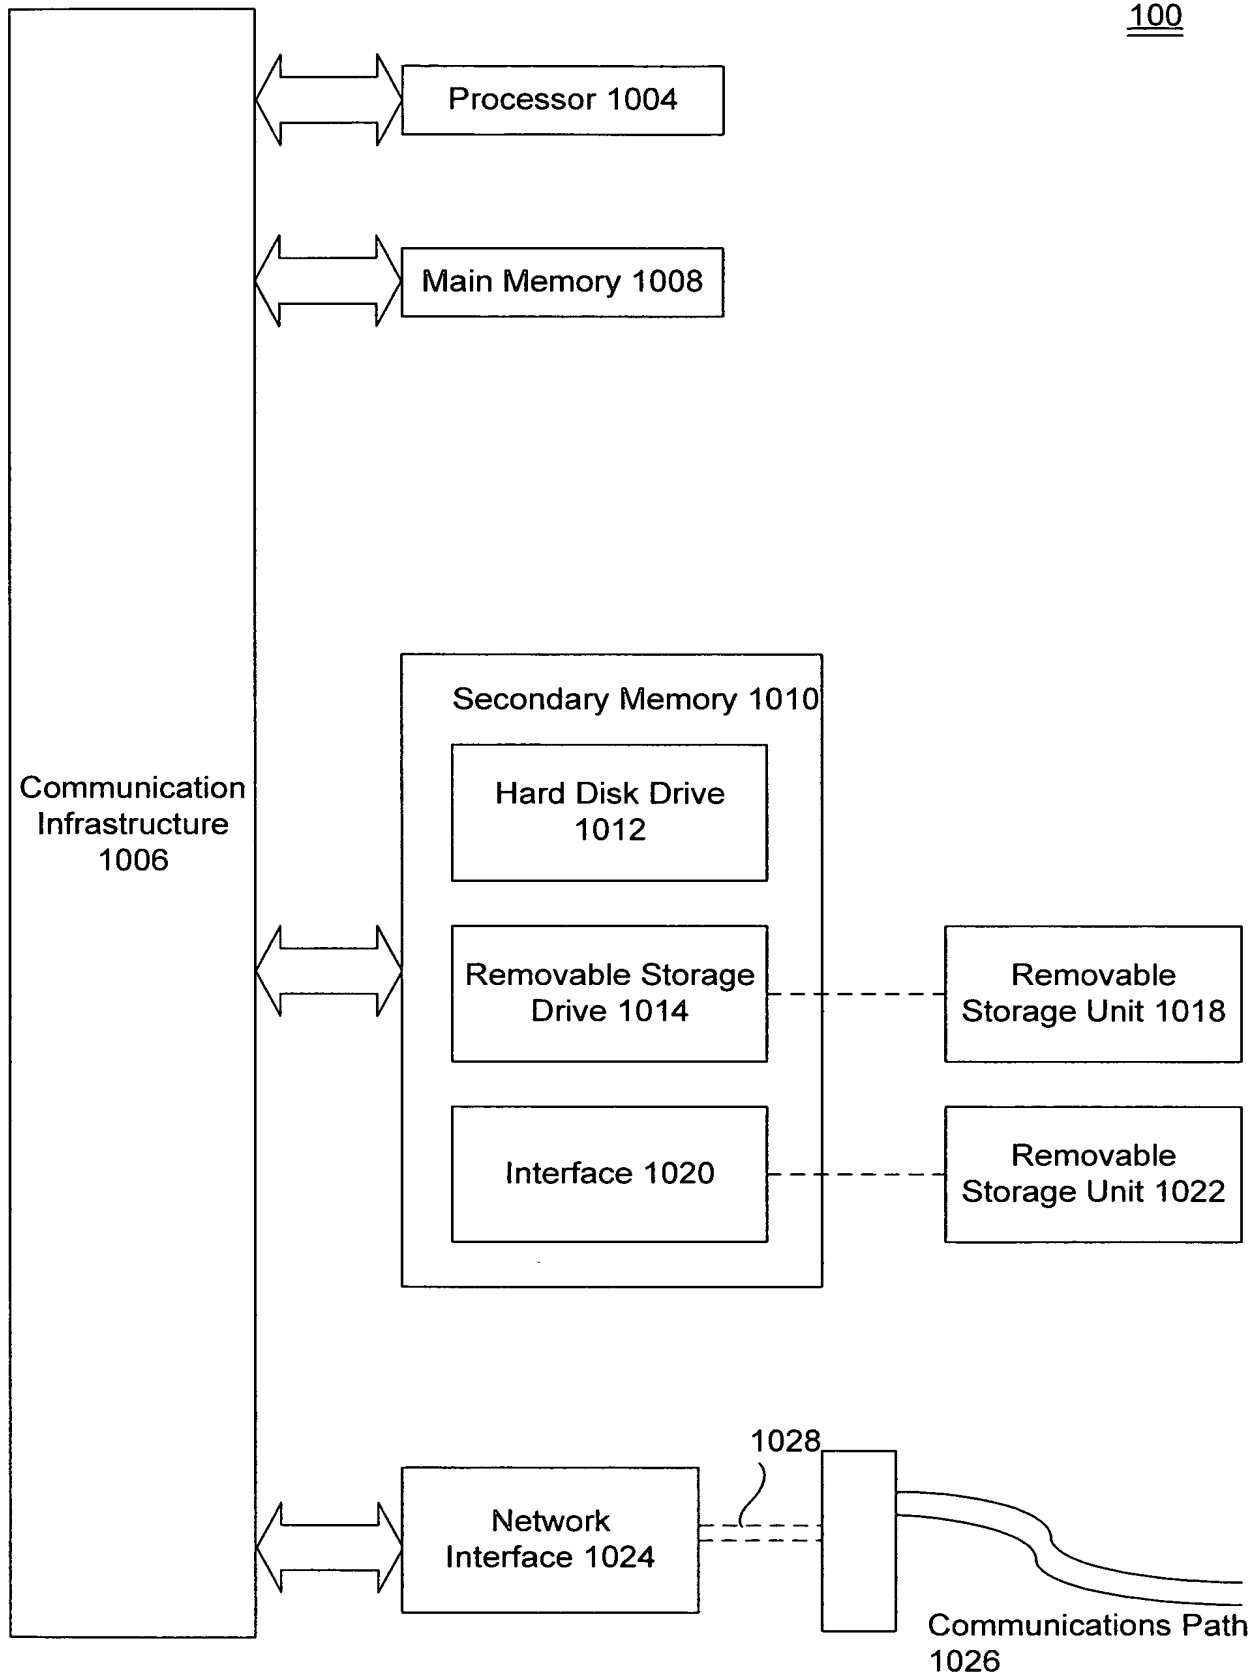 100
Processor 1004
Main Memory 1008
Secondary Memory 1010
Hard Disk Drive
1012
Communication
Infrastructure
1006
Removable Storage
Drive 1014
Removable
Storage Unit 1018
Interface 1020
Removable
Storage Unit 1022
1028
Network
Interface 1024
Communications Path
1026